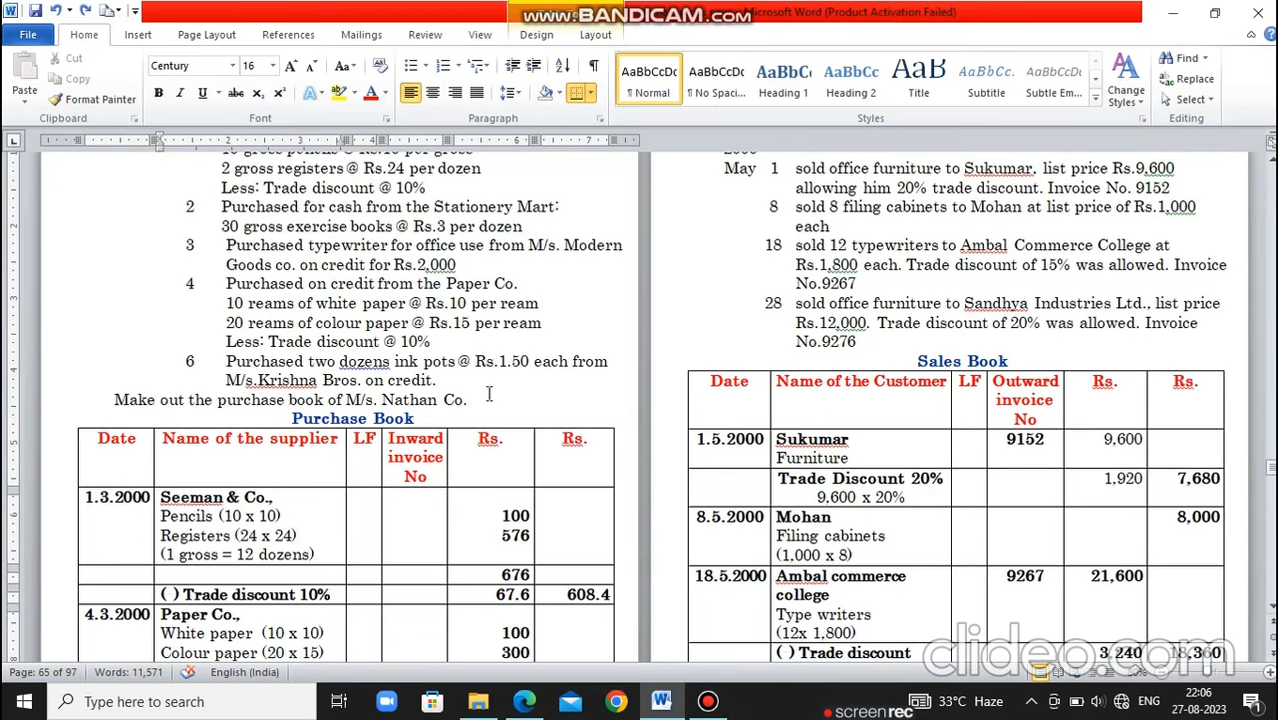 www.BANDICAM.com
Microsoft Word (Product Activation Failed)
File Home Insert Page Layout References Mailings Review View Design Layout
Cut
Copy
Format Painter
Paste
Clipboard
Century 16
Font
Paragraph
AaBbCcDc AaBbCcDc AaBbC AaBbCc AaB AaBbCc. AaBbCcDc
¶ Normal ¶ No Spaci... Heading 1 Heading 2 Title Subtitle Subtle Em...
Change Styles
Styles
Find
Replace
Select
Editing
2 gross registers @ Rs.24 per dozen
Less: Trade discount @ 10%
2 Purchased for cash from the Stationery Mart:
30 gross exercise books @ Rs.3 per dozen
3 Purchased typewriter for office use from M/s. Modern
Goods co. on credit for Rs.2,000
4 Purchased on credit from the Paper Co.
10 reams of white paper @ Rs.10 per ream
20 reams of colour paper @ Rs.15 per ream
Less: Trade discount @ 10%
6 Purchased two dozens ink pots@ Rs.1.50 each from
M/s.Krishna Bros. on credit.
Make out the purchase book of M/s. Nathan Co.
Purchase Book
Date Name of the supplier LF Inward invoice No Rs. Rs.
1.3.2000 Seeman & Co.,
Pencils (10 x 10) 100
Registers (24 x 24) 576
(1 gross = 12 dozens)
676
( ) Trade discount 10% 67.6 608.4
4.3.2000 Paper Co.,
White paper (10 x 10) 100
Colour paper (20 x 15) 300
May 1 sold office furniture to Sukumar, list price Rs.9,600
allowing him 20% trade discount. Invoice No. 9152
8 sold 8 filing cabinets to Mohan at list price of Rs.1,000
each
18 sold 12 typewriters to Ambal Commerce College at
Rs.1,800 each. Trade discount of 15% was allowed. Invoice
No.9267
28 sold office furniture to Sandhya Industries Ltd., list price
Rs.12,000. Trade discount of 20% was allowed. Invoice
No.9276
Sales Book
Date Name of the Customer LF Outward invoice No Rs. Rs.
1.5.2000 Sukumar 9152 9,600
Furniture
Trade Discount 20% 1,920 7,680
9,600 x 20%
8.5.2000 Mohan 8,000
Filing cabinets
(1,000 x 8)
18.5.2000 Ambal commerce 9267 21,600
college
Type writers
(12x 1,800)
( ) Trade discount 3,240 18,360
clideo.com
Page: 65 of 97 Words: 11,571 English (India)
Type here to search
33°C Haze
ENG
22:06
27-08-2023
screen rec